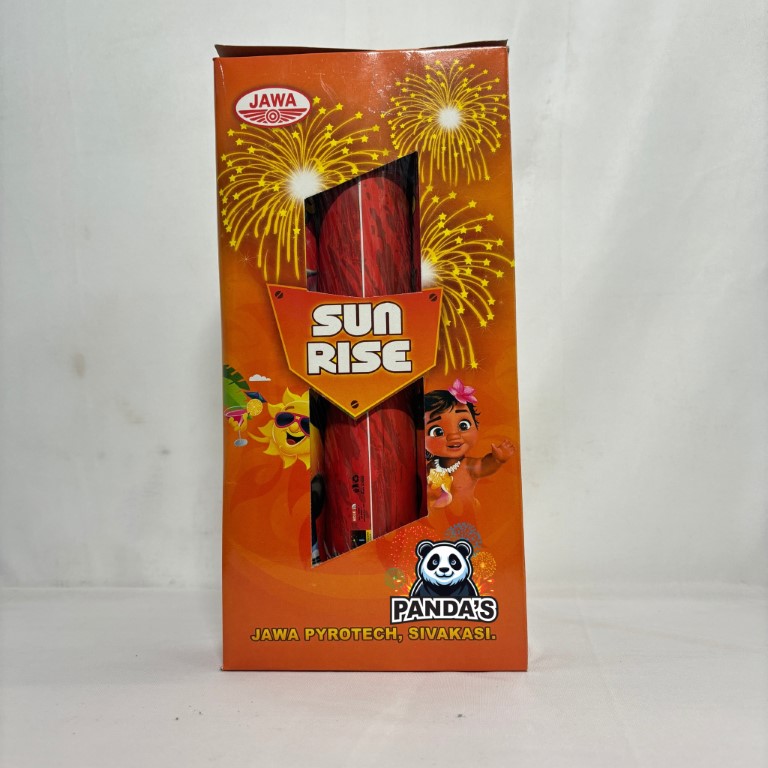 JAWA
SUN
RISE
PANDA'S
JAWA PYROTECH, SIVAKASI.